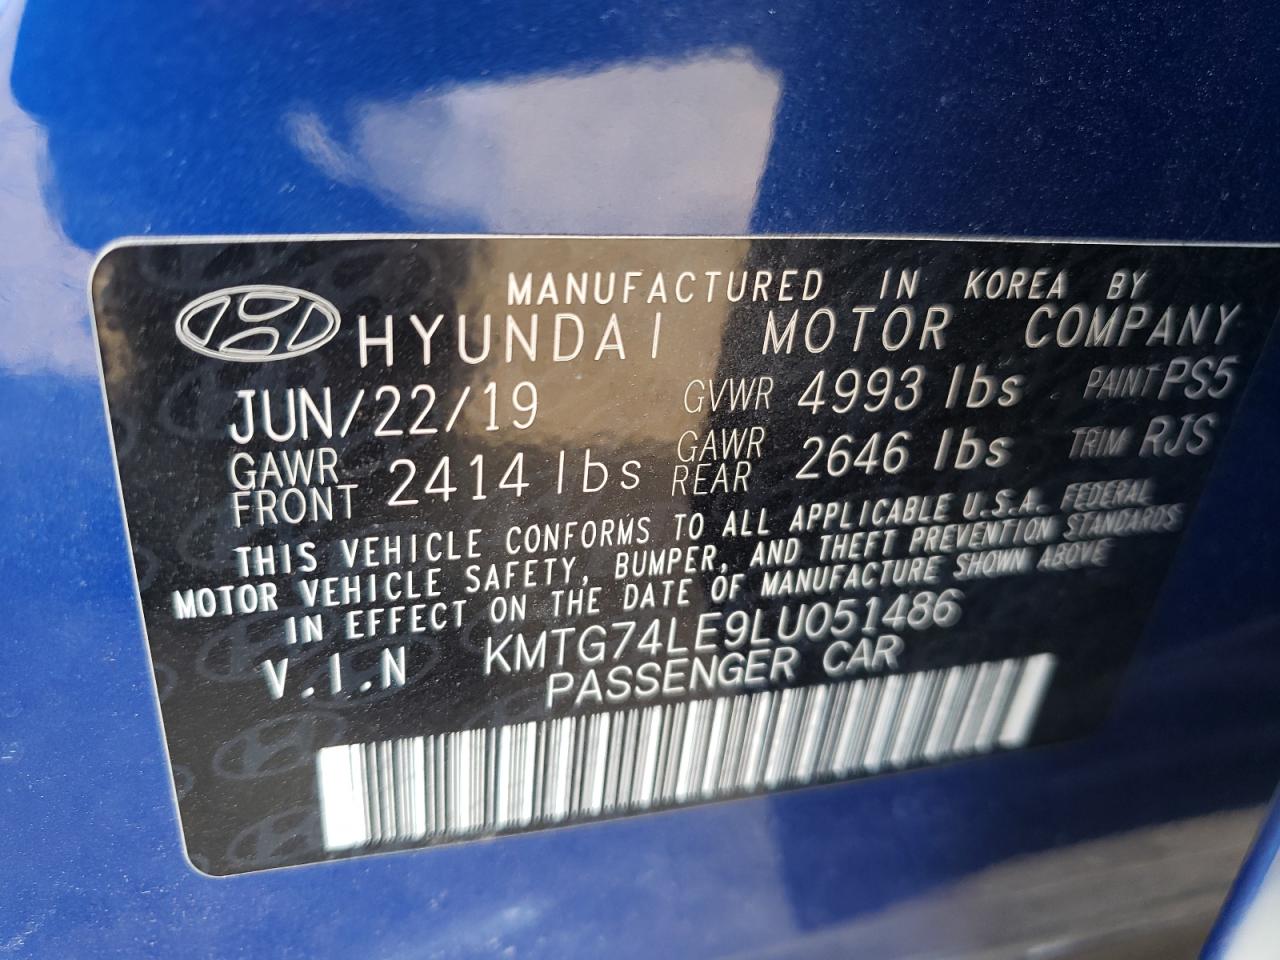 MANUFACTURED IN KOREA BY
HYUNDAI MOTOR COMPANY
JUN/22/19 GVWR 4993 lbs PAINT PS5
GAWR FRONT 2414 lbs GAWR REAR 2646 lbs TRIM RJS
THIS VEHICLE CONFORMS TO ALL APPLICABLE U.S.A. FEDERAL
MOTOR VEHICLE SAFETY, BUMPER, AND THEFT PREVENTION STANDARDS
IN EFFECT ON THE DATE OF MANUFACTURE SHOWN ABOVE
V.I.N KMTG74LE9LU051486
PASSENGER CAR